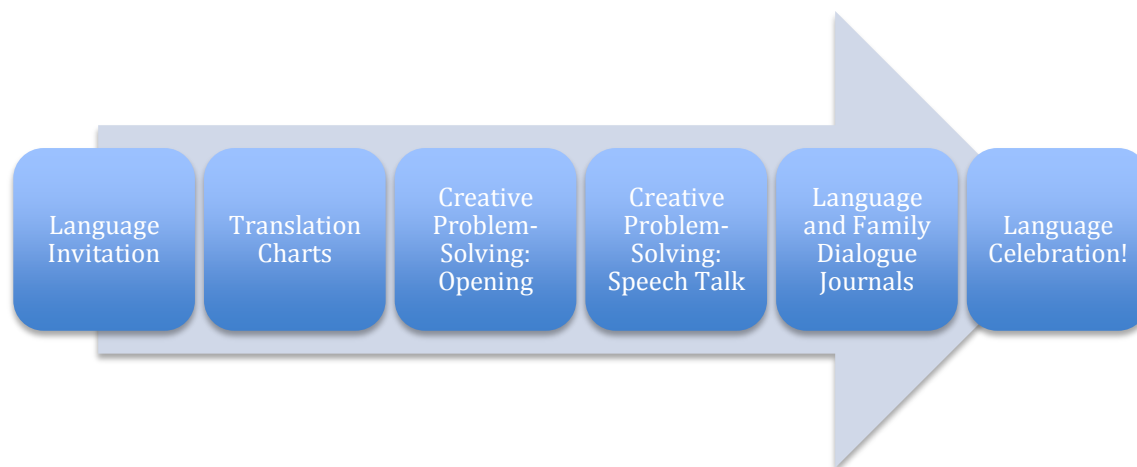 Language
Invitation
Translation
Charts
Creative
Problem-
Solving:
Opening
Creative
Problem-
Solving:
Speech Talk
Language
and Family
Dialogue
Journals
Language
Celebration!